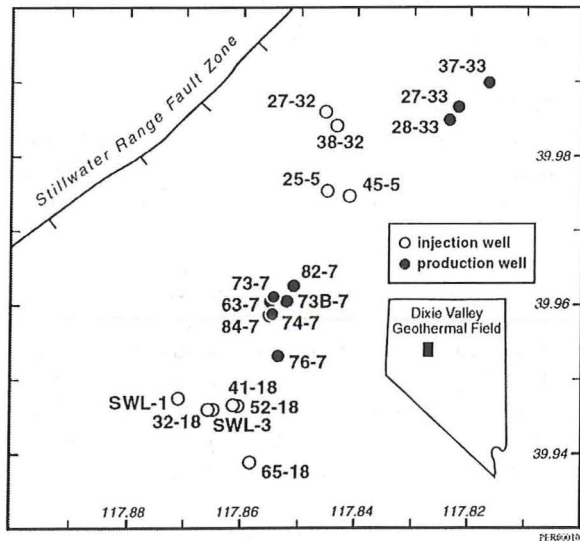 Stillwater Range Fault Zone
37-33
27-33
28-33
27-32
38-32
39.98
25-5
45-5
injection well
production well
82-7
73-7
63-7
73B-7
39.96
84-7
74-7
76-7
Dixie Valley
Geothermal Field
41-18
SWL-1
52-18
32-18
SWL-3
65-18
39.94
117.88
117.86
117.84
117.82
PER60010